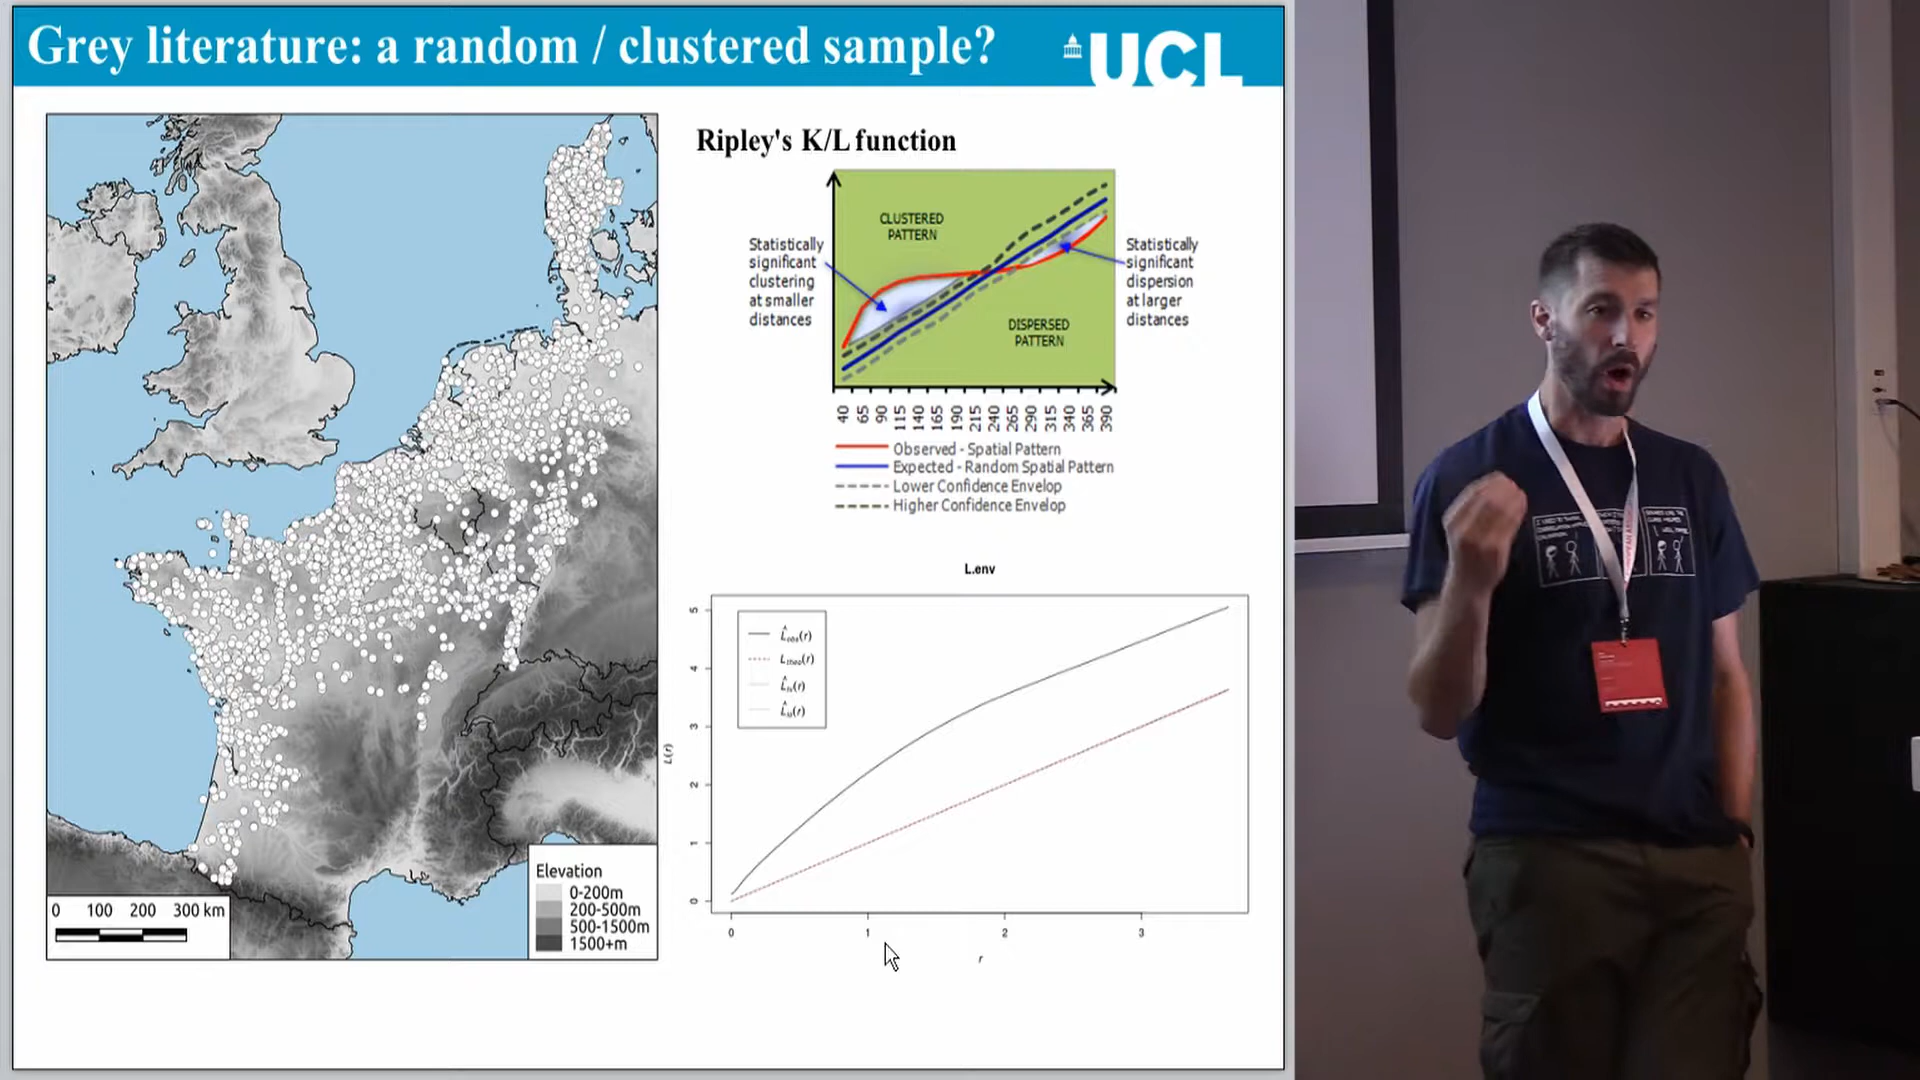 Grey literature: a random / clustered sample?
UCL
Ripley's K/L function
CLUSTERED
PATTERN
Statistically
significant
clustering
at smaller
distances
Statistically
significant
dispersion
at larger
distances
DISPERSED
PATTERN
40 65 90 115 140 165 190 215 240 265 290 315 340 365 390
Observed - Spatial Pattern
Expected - Random Spatial Pattern
Lower Confidence Envelop
Higher Confidence Envelop
L.env
L̂obs(r)
Ltheo(r)
L̂hi(r)
L̂lo(r)
L(r)
5
4
3
2
1
0
0 1 2 3
r
Elevation
0-200m
200-500m
500-1500m
1500+m
0 100 200 300 km